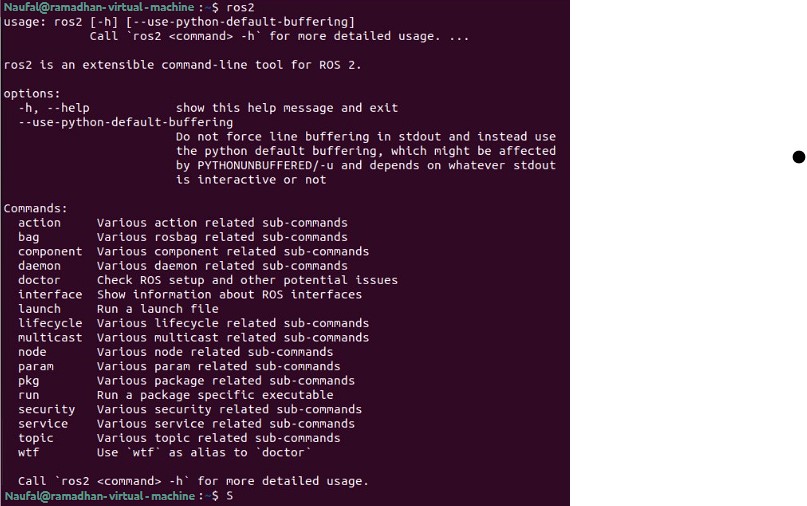 Naufal@ramadhan-virtual-machine:~$ ros2
usage: ros2 [-h] [--use-python-default-buffering]
            Call `ros2 <command> -h` for more detailed usage. ...

ros2 is an extensible command-line tool for ROS 2.

options:
  -h, --help            show this help message and exit
  --use-python-default-buffering
                        Do not force line buffering in stdout and instead use
                        the python default buffering, which might be affected
                        by PYTHONUNBUFFERED/-u and depends on whatever stdout
                        is interactive or not

Commands:
  action     Various action related sub-commands
  bag        Various rosbag related sub-commands
  component  Various component related sub-commands
  daemon     Various daemon related sub-commands
  doctor     Check ROS setup and other potential issues
  interface  Show information about ROS interfaces
  launch     Run a launch file
  lifecycle  Various lifecycle related sub-commands
  multicast  Various multicast related sub-commands
  node       Various node related sub-commands
  param      Various param related sub-commands
  pkg        Various package related sub-commands
  run        Run a package specific executable
  security   Various security related sub-commands
  service    Various service related sub-commands
  topic      Various topic related sub-commands
  wtf        Use `wtf` as alias to `doctor`

  Call `ros2 <command> -h` for more detailed usage.
Naufal@ramadhan-virtual-machine:~$ S